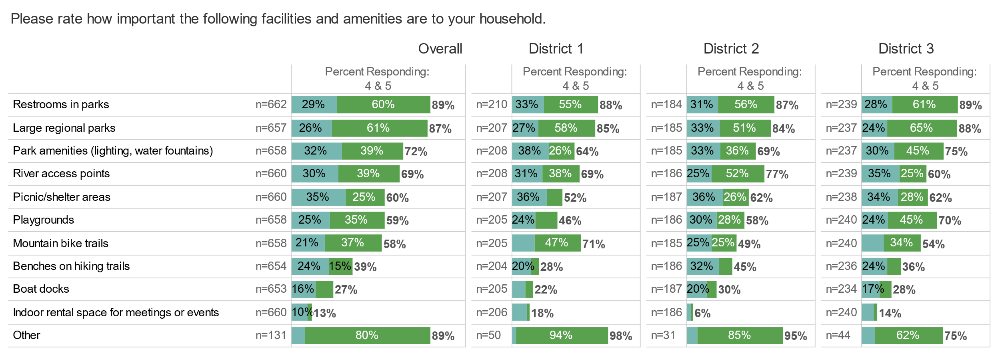 Please rate how important the following facilities and amenities are to your household.
Overall District 1 District 2 District 3
Percent Responding: Percent Responding: Percent Responding: Percent Responding:
4 & 5 4 & 5 4 & 5 4 & 5
Restrooms in parks n=662 29% 60% 89% n=210 33% 55% 88% n=184 31% 56% 87% n=239 28% 61% 89%
Large regional parks n=657 26% 61% 87% n=207 27% 58% 85% n=185 33% 51% 84% n=237 24% 65% 88%
Park amenities (lighting, water fountains) n=658 32% 39% 72% n=208 38% 26% 64% n=185 33% 36% 69% n=237 30% 45% 75%
River access points n=660 30% 39% 69% n=208 31% 38% 69% n=186 25% 52% 77% n=239 35% 25% 60%
Picnic/shelter areas n=660 35% 25% 60% n=207 36% 52% n=187 36% 26% 62% n=238 34% 28% 62%
Playgrounds n=658 25% 35% 59% n=205 24% 46% n=186 30% 28% 58% n=240 24% 45% 70%
Mountain bike trails n=658 21% 37% 58% n=205 47% 71% n=185 25% 25% 49% n=240 34% 54%
Benches on hiking trails n=654 24% 15% 39% n=204 20% 28% n=186 32% 45% n=236 24% 36%
Boat docks n=653 16% 27% n=205 22% n=187 20% 30% n=234 17% 28%
Indoor rental space for meetings or events n=660 10% 13% n=206 18% n=186 6% n=240 14%
Other n=131 80% 89% n=50 94% 98% n=31 85% 95% n=44 62% 75%